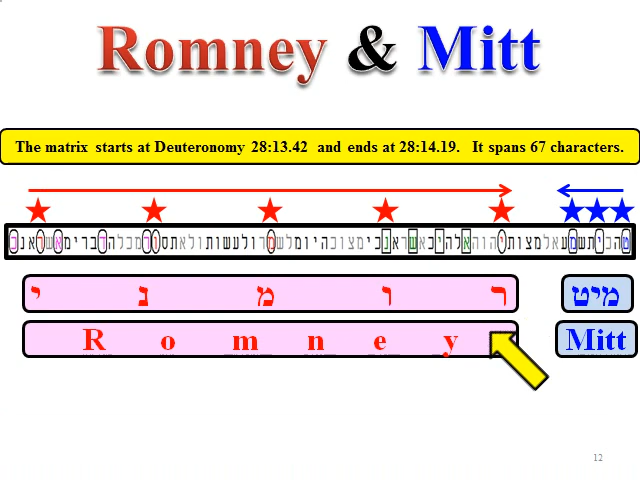 Romney & Mitt
The matrix starts at Deuteronomy 28:13.42 and ends at 28:14.19. It spans 67 characters.
טהכיתשמעאלמצותיהוהאלהיכאשראנכימצוכהיומלשמרולעשותולאתסורמכלהדברימאשראנכ
ר ו מ נ י מיט
R o m n e y Mitt
12